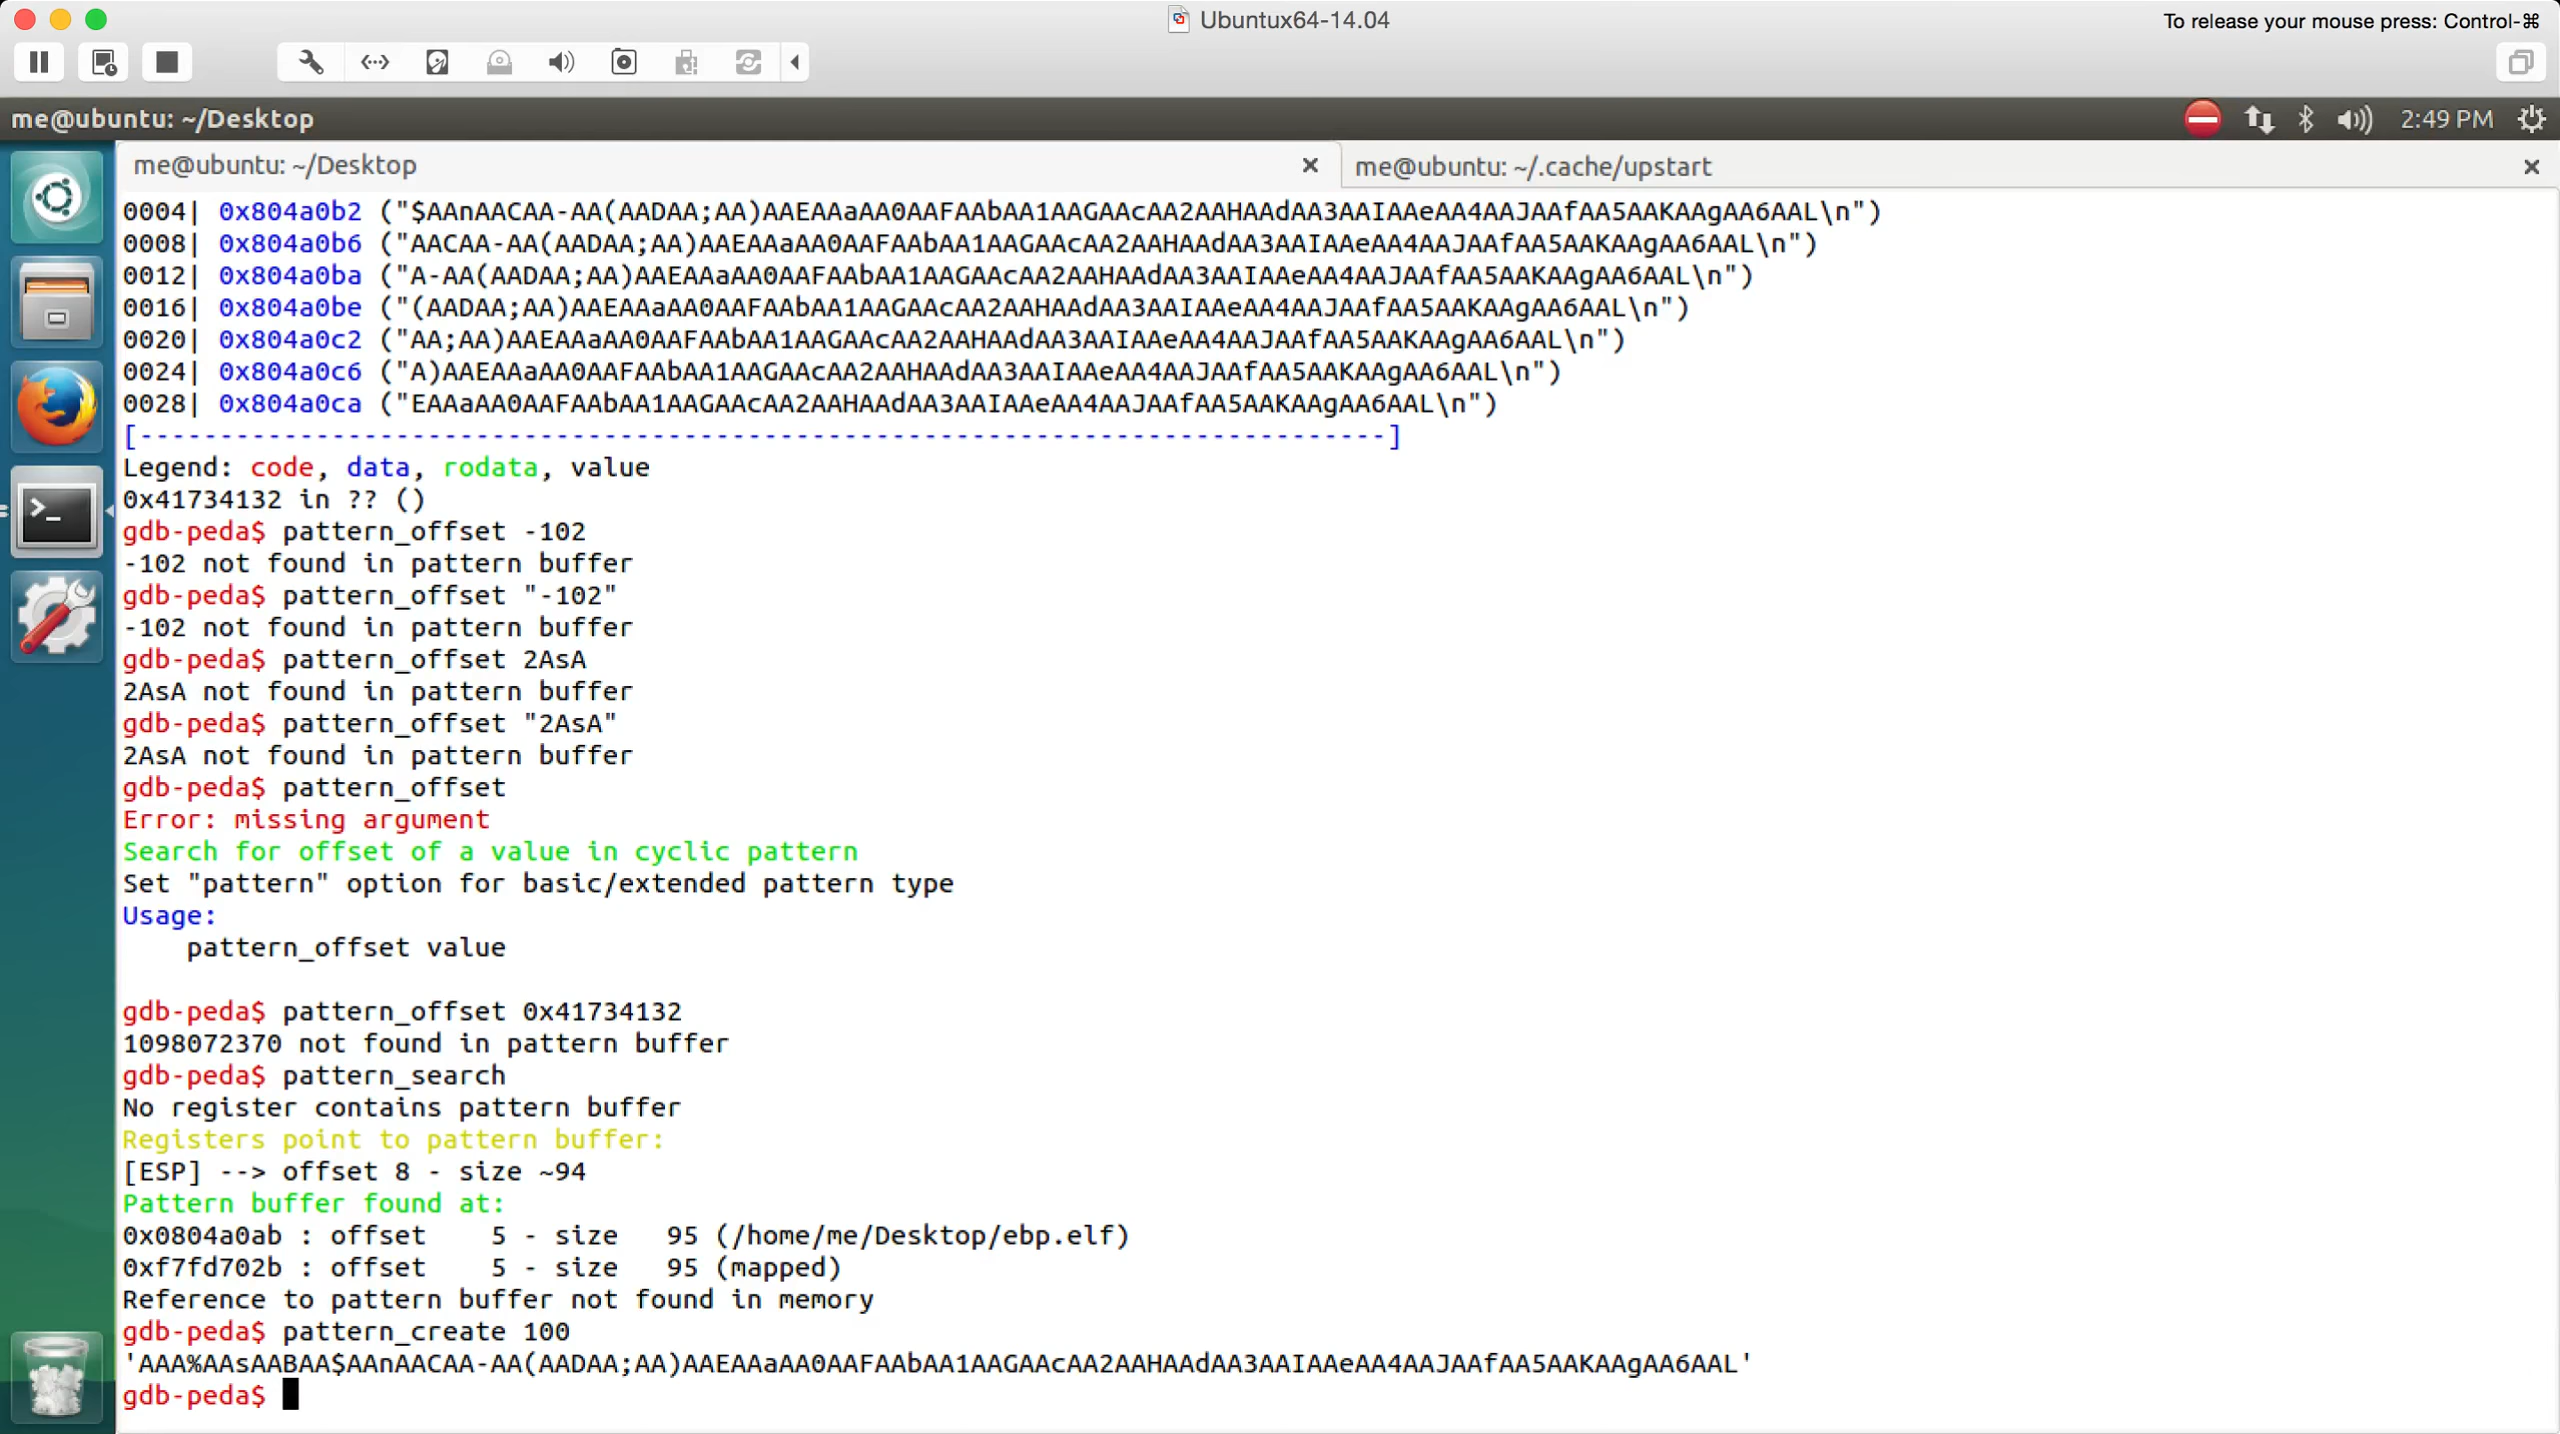 Ubuntux64-14.04
To release your mouse press: Control-⌘
me@ubuntu: ~/Desktop
2:49 PM
me@ubuntu: ~/Desktop
me@ubuntu: ~/.cache/upstart
0004| 0x804a0b2 ("$AAnAACAA-AA(AADAA;AA)AAEAAaAA0AAFAAbAA1AAGAAcAA2AAHAAdAA3AAIAAeAA4AAJAAfAA5AAKAAgAA6AAL\n")
0008| 0x804a0b6 ("AACAA-AA(AADAA;AA)AAEAAaAA0AAFAAbAA1AAGAAcAA2AAHAAdAA3AAIAAeAA4AAJAAfAA5AAKAAgAA6AAL\n")
0012| 0x804a0ba ("A-AA(AADAA;AA)AAEAAaAA0AAFAAbAA1AAGAAcAA2AAHAAdAA3AAIAAeAA4AAJAAfAA5AAKAAgAA6AAL\n")
0016| 0x804a0be ("(AADAA;AA)AAEAAaAA0AAFAAbAA1AAGAAcAA2AAHAAdAA3AAIAAeAA4AAJAAfAA5AAKAAgAA6AAL\n")
0020| 0x804a0c2 ("AA;AA)AAEAAaAA0AAFAAbAA1AAGAAcAA2AAHAAdAA3AAIAAeAA4AAJAAfAA5AAKAAgAA6AAL\n")
0024| 0x804a0c6 ("A)AAEAAaAA0AAFAAbAA1AAGAAcAA2AAHAAdAA3AAIAAeAA4AAJAAfAA5AAKAAgAA6AAL\n")
0028| 0x804a0ca ("EAAaAA0AAFAAbAA1AAGAAcAA2AAHAAdAA3AAIAAeAA4AAJAAfAA5AAKAAgAA6AAL\n")
[------------------------------------------------------------------------------]
Legend: code, data, rodata, value
0x41734132 in ?? ()
gdb-peda$ pattern_offset -102
-102 not found in pattern buffer
gdb-peda$ pattern_offset "-102"
-102 not found in pattern buffer
gdb-peda$ pattern_offset 2AsA
2AsA not found in pattern buffer
gdb-peda$ pattern_offset "2AsA"
2AsA not found in pattern buffer
gdb-peda$ pattern_offset
Error: missing argument
Search for offset of a value in cyclic pattern
Set "pattern" option for basic/extended pattern type
Usage:
    pattern_offset value
gdb-peda$ pattern_offset 0x41734132
1098072370 not found in pattern buffer
gdb-peda$ pattern_search
No register contains pattern buffer
Registers point to pattern buffer:
[ESP] --> offset 8 - size ~94
Pattern buffer found at:
0x0804a0ab : offset    5 - size   95 (/home/me/Desktop/ebp.elf)
0xf7fd702b : offset    5 - size   95 (mapped)
Reference to pattern buffer not found in memory
gdb-peda$ pattern_create 100
'AAA%AAsAABAA$AAnAACAA-AA(AADAA;AA)AAEAAaAA0AAFAAbAA1AAGAAcAA2AAHAAdAA3AAIAAeAA4AAJAAfAA5AAKAAgAA6AAL'
gdb-peda$